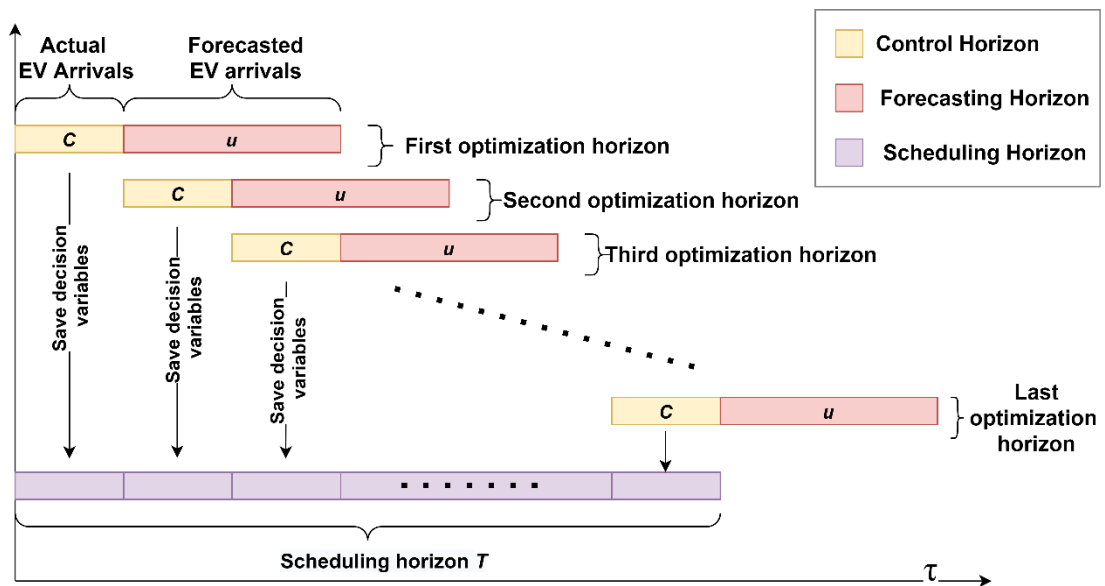 Actual
EV Arrivals
Forecasted
EV arrivals
Control Horizon
Forecasting Horizon
Scheduling Horizon
C
u
First optimization horizon
C
u
Second optimization horizon
C
u
Third optimization horizon
Save decision
variables
Save decision
variables
Save decision
variables
C
u
Last
optimization
horizon
Scheduling horizon T
τ